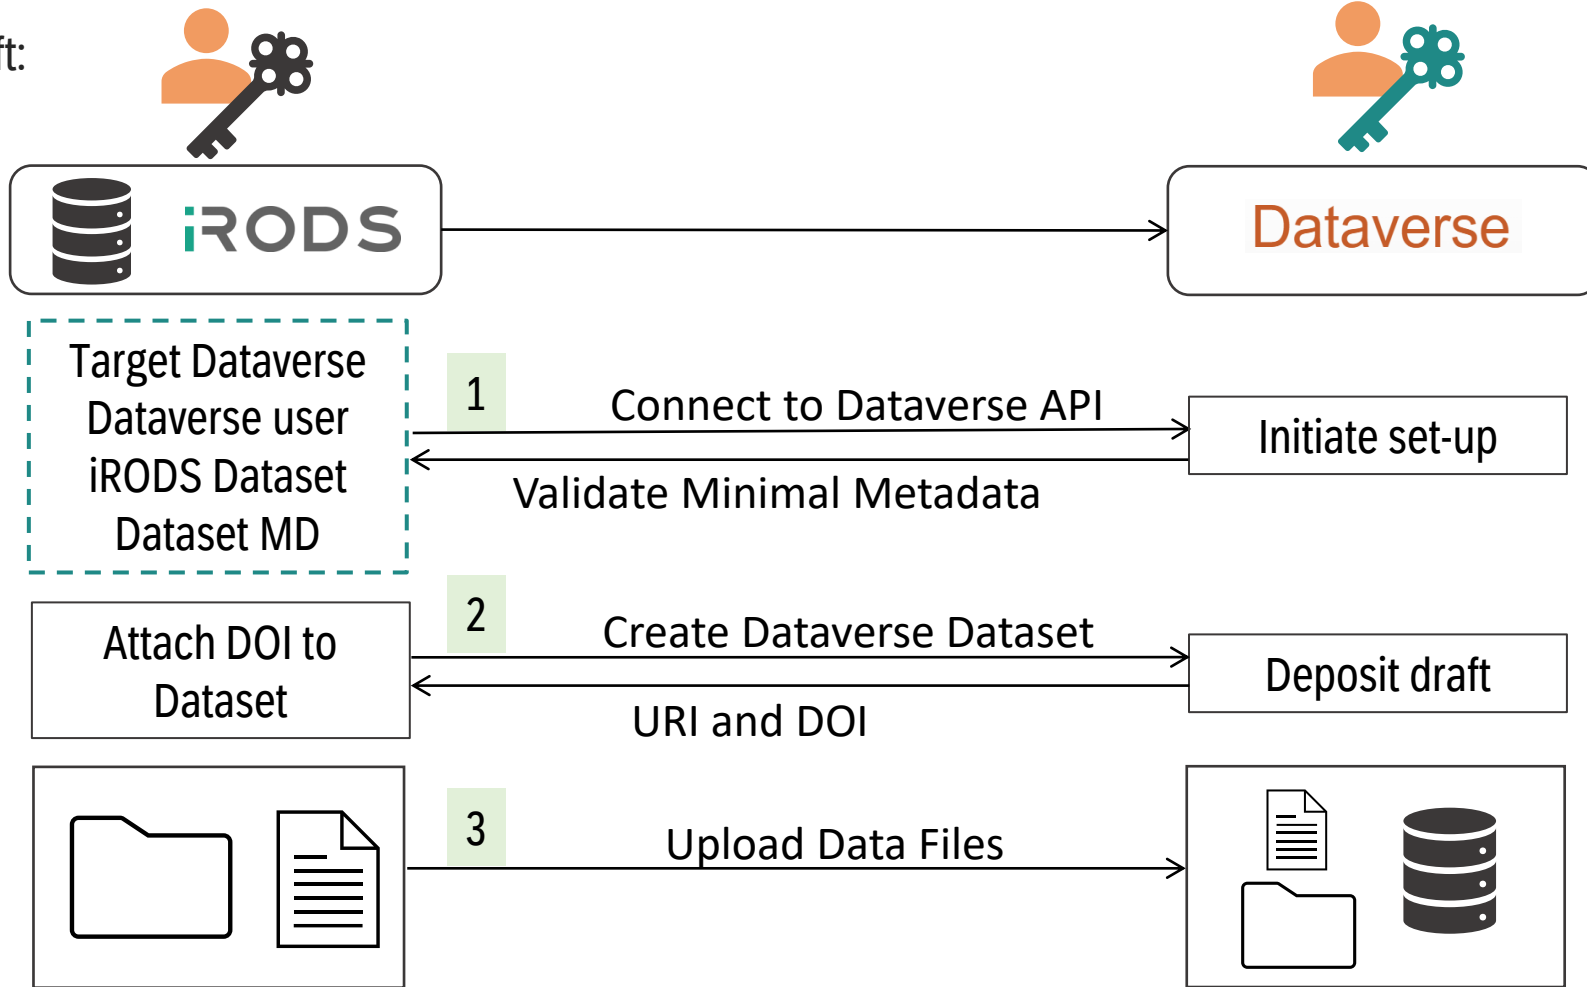 ft:
iRODS
Dataverse
Target Dataverse
Dataverse user
iRODS Dataset
Dataset MD
1
Connect to Dataverse API
Validate Minimal Metadata
Initiate set-up
Attach DOI to
Dataset
2
Create Dataverse Dataset
URI and DOI
Deposit draft
3
Upload Data Files